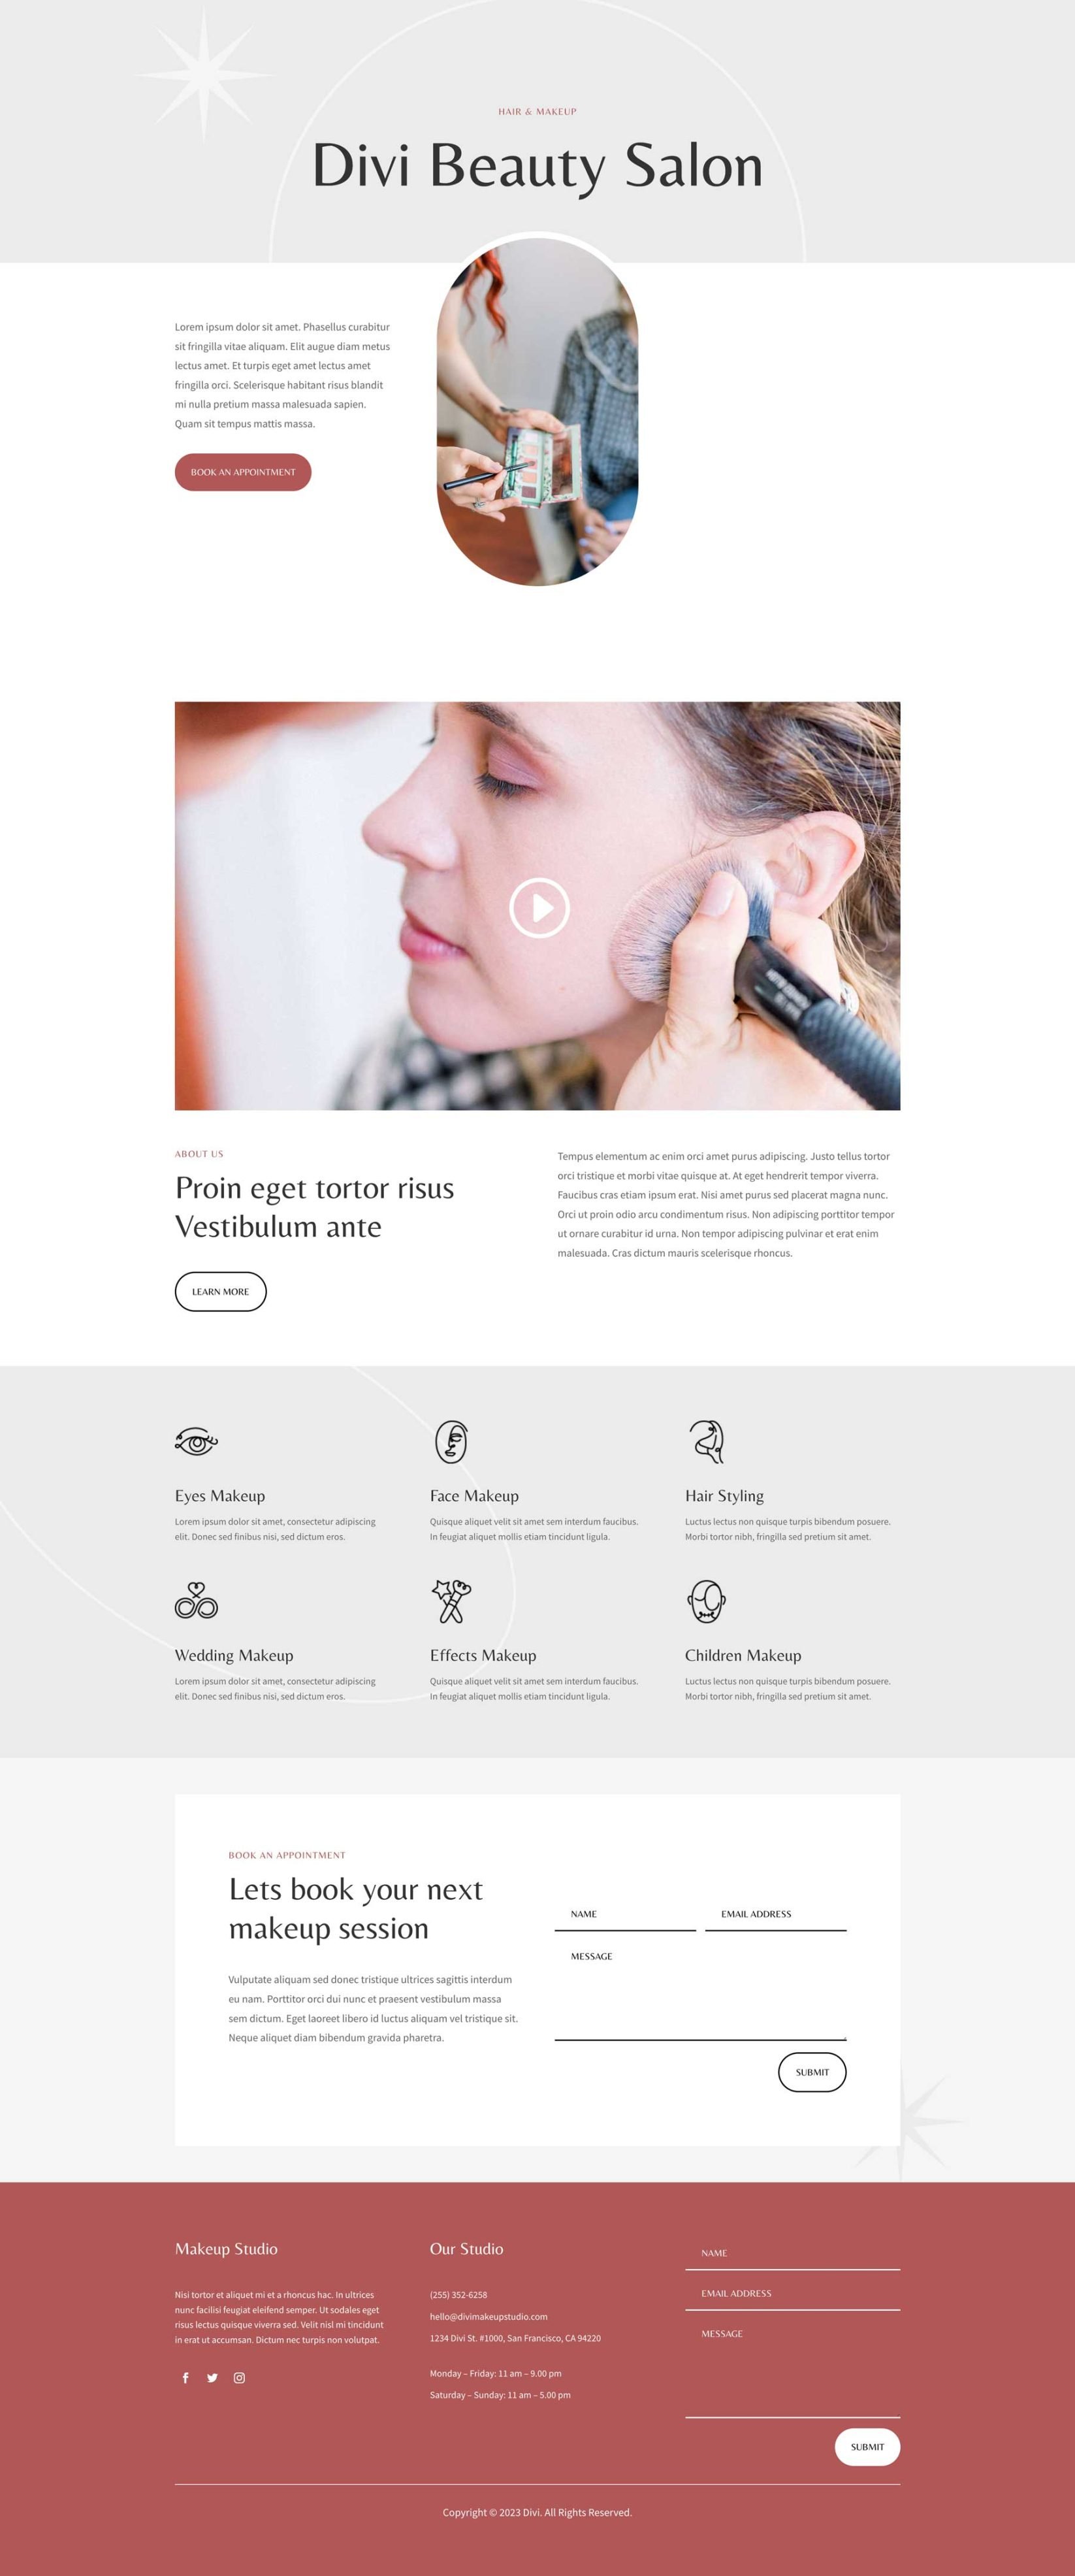 HAIR & MAKEUP
Divi Beauty Salon
Lorem ipsum dolor sit amet. Phasellus curabitur
sit fringilla vitae aliquam. Elit augue diam metus
lectus amet. Et turpis eget amet lectus amet
fringilla orci. Scelerisque habitant risus blandit
mi nulla pretium massa malesuada sapien.
Quam sit tempus mattis massa.
BOOK AN APPOINTMENT
ABOUT US
Proin eget tortor risus
Vestibulum ante
LEARN MORE
Tempus elementum ac enim orci amet purus adipiscing. Justo tellus tortor
orci tristique et morbi vitae quisque at. At eget hendrerit tempor viverra.
Faucibus cras etiam ipsum erat. Nisi amet purus sed placerat magna nunc.
Orci ut proin odio arcu condimentum risus. Non adipiscing porttitor tempor
ut ornare curabitur id urna. Non tempor adipiscing pulvinar et erat enim
malesuada. Cras dictum mauris scelerisque rhoncus.
Eyes Makeup
Lorem ipsum dolor sit amet, consectetur adipiscing
elit. Donec sed finibus nisi, sed dictum eros.
Face Makeup
Quisque aliquet velit sit amet sem interdum faucibus.
In feugiat aliquet mollis etiam tincidunt ligula.
Hair Styling
Luctus lectus non quisque turpis bibendum posuere.
Morbi tortor nibh, fringilla sed pretium sit amet.
Wedding Makeup
Lorem ipsum dolor sit amet, consectetur adipiscing
elit. Donec sed finibus nisi, sed dictum eros.
Effects Makeup
Quisque aliquet velit sit amet sem interdum faucibus.
In feugiat aliquet mollis etiam tincidunt ligula.
Children Makeup
Luctus lectus non quisque turpis bibendum posuere.
Morbi tortor nibh, fringilla sed pretium sit amet.
BOOK AN APPOINTMENT
Lets book your next
makeup session
Vulputate aliquam sed donec tristique ultrices sagittis interdum
eu nam. Porttitor orci dui nunc et praesent vestibulum massa
sem dictum. Eget laoreet libero id luctus aliquam vel tristique sit.
Neque aliquet diam bibendum gravida pharetra.
NAME
EMAIL ADDRESS
MESSAGE
SUBMIT
Makeup Studio
Nisi tortor et aliquet mi et a rhoncus hac. In ultrices
nunc facilisi feugiat eleifend semper. Ut sodales eget
risus lectus quisque viverra sed. Velit nisl mi tincidunt
in erat ut accumsan. Dictum nec turpis non volutpat.
Our Studio
(255) 352-6258
hello@divimakeupstudio.com
1234 Divi St. #1000, San Francisco, CA 94220
Monday – Friday: 11 am – 9.00 pm
Saturday – Sunday: 11 am – 5.00 pm
NAME
EMAIL ADDRESS
MESSAGE
SUBMIT
Copyright © 2023 Divi. All Rights Reserved.